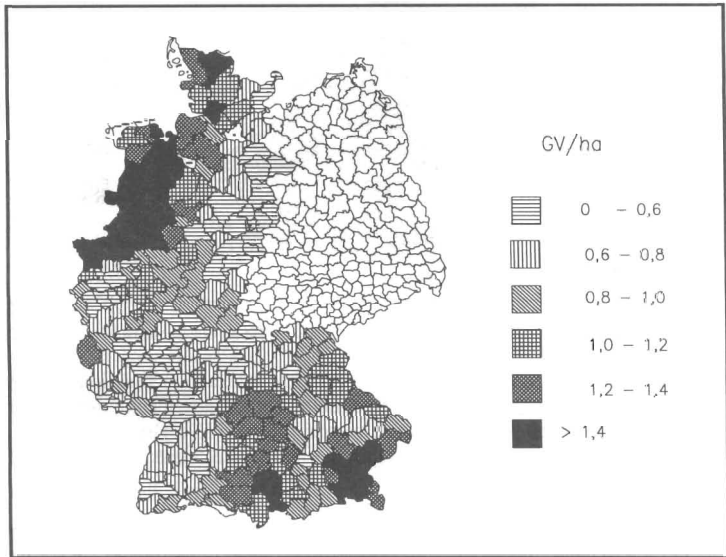 GV/ha
0 – 0,6
0,6 – 0,8
0,8 – 1,0
1,0 – 1,2
1,2 – 1,4
> 1,4